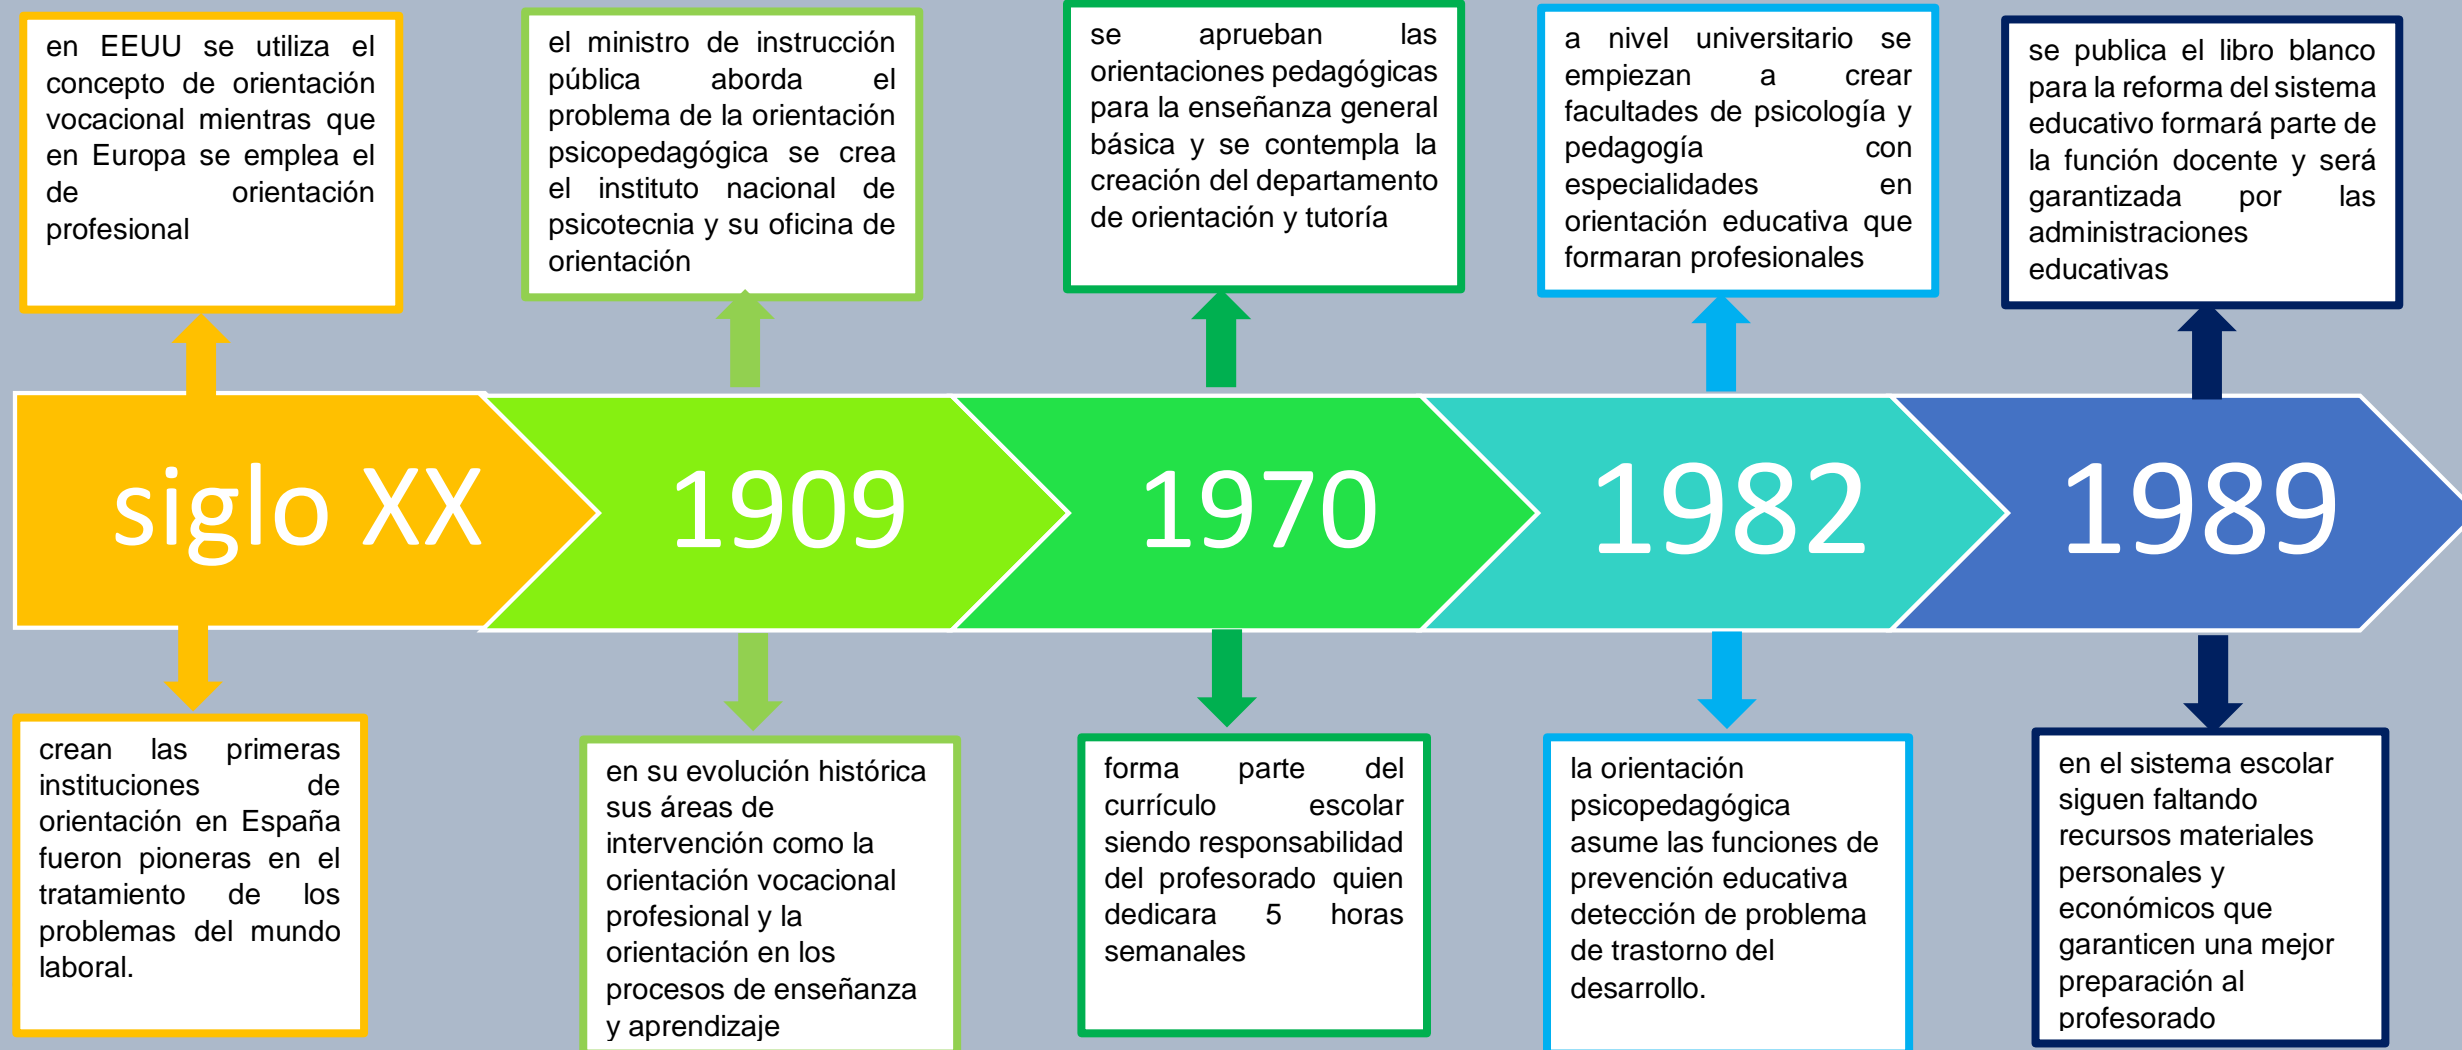 en EEUU se utiliza el
concepto de orientación
vocacional mientras que
en Europa se emplea el
de orientación
profesional
el ministro de instrucción
pública aborda el
problema de la orientación
psicopedagógica se crea
el instituto nacional de
psicotecnia y su oficina de
orientación
se aprueban las
orientaciones pedagógicas
para la enseñanza general
básica y se contempla la
creación del departamento
de orientación y tutoría
a nivel universitario se
empiezan a crear
facultades de psicología y
pedagogía con
especialidades en
orientación educativa que
formaran profesionales
se publica el libro blanco
para la reforma del sistema
educativo formará parte de
la función docente y será
garantizada por las
administraciones
educativas
siglo XX
1909
1970
1982
1989
crean las primeras
instituciones de
orientación en España
fueron pioneras en el
tratamiento de los
problemas del mundo
laboral.
en su evolución histórica
sus áreas de
intervención como la
orientación vocacional
profesional y la
orientación en los
procesos de enseñanza
y aprendizaje
forma parte del
currículo escolar
siendo responsabilidad
del profesorado quien
dedicara 5 horas
semanales
la orientación
psicopedagógica
asume las funciones de
prevención educativa
detección de problema
de trastorno del
desarrollo.
en el sistema escolar
siguen faltando
recursos materiales
personales y
económicos que
garanticen una mejor
preparación al
profesorado